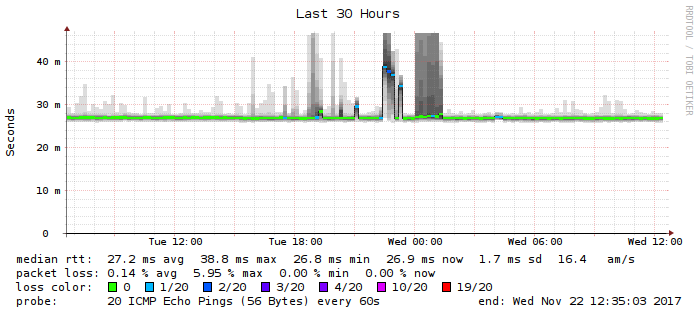 Last 30 Hours
RRDTOOL / TOBI OETIKER
Seconds
40 m
30 m
20 m
10 m
0
Tue 12:00 Tue 18:00 Wed 00:00 Wed 06:00 Wed 12:00
median rtt: 27.2 ms avg 38.8 ms max 26.8 ms min 26.9 ms now 1.7 ms sd 16.4 am/s
packet loss: 0.14 % avg 5.95 % max 0.00 % min 0.00 % now
loss color: 0 1/20 2/20 3/20 4/20 10/20 19/20
probe: 20 ICMP Echo Pings (56 Bytes) every 60s end: Wed Nov 22 12:35:03 2017